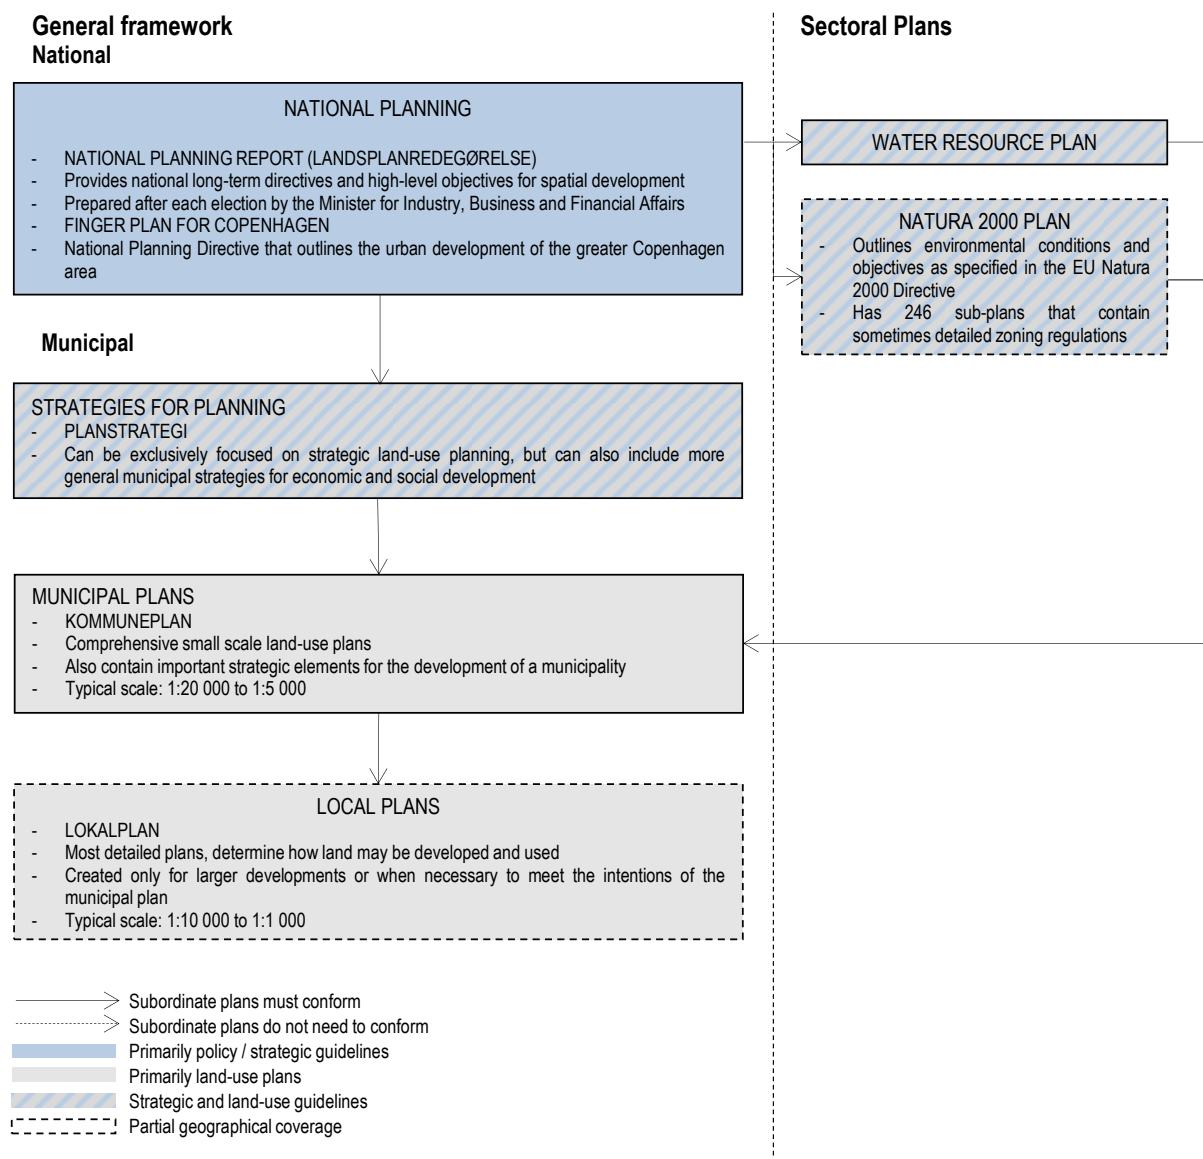 General framework
National
NATIONAL PLANNING
- NATIONAL PLANNING REPORT (LANDSPLANREDEGØRELSE)
- Provides national long-term directives and high-level objectives for spatial development
- Prepared after each election by the Minister for Industry, Business and Financial Affairs
- FINGER PLAN FOR COPENHAGEN
- National Planning Directive that outlines the urban development of the greater Copenhagen
area
Municipal
STRATEGIES FOR PLANNING
- PLANSTRATEGI
- Can be exclusively focused on strategic land-use planning, but can also include more
general municipal strategies for economic and social development
MUNICIPAL PLANS
- KOMMUNEPLAN
- Comprehensive small scale land-use plans
- Also contain important strategic elements for the development of a municipality
- Typical scale: 1:20 000 to 1:5 000
LOCAL PLANS
- LOKALPLAN
- Most detailed plans, determine how land may be developed and used
- Created only for larger developments or when necessary to meet the intentions of the
municipal plan
- Typical scale: 1:10 000 to 1:1 000
Sectoral Plans
WATER RESOURCE PLAN
NATURA 2000 PLAN
- Outlines environmental conditions and
objectives as specified in the EU Natura
2000 Directive
- Has 246 sub-plans that contain
sometimes detailed zoning regulations
Subordinate plans must conform
Subordinate plans do not need to conform
Primarily policy / strategic guidelines
Primarily land-use plans
Strategic and land-use guidelines
Partial geographical coverage